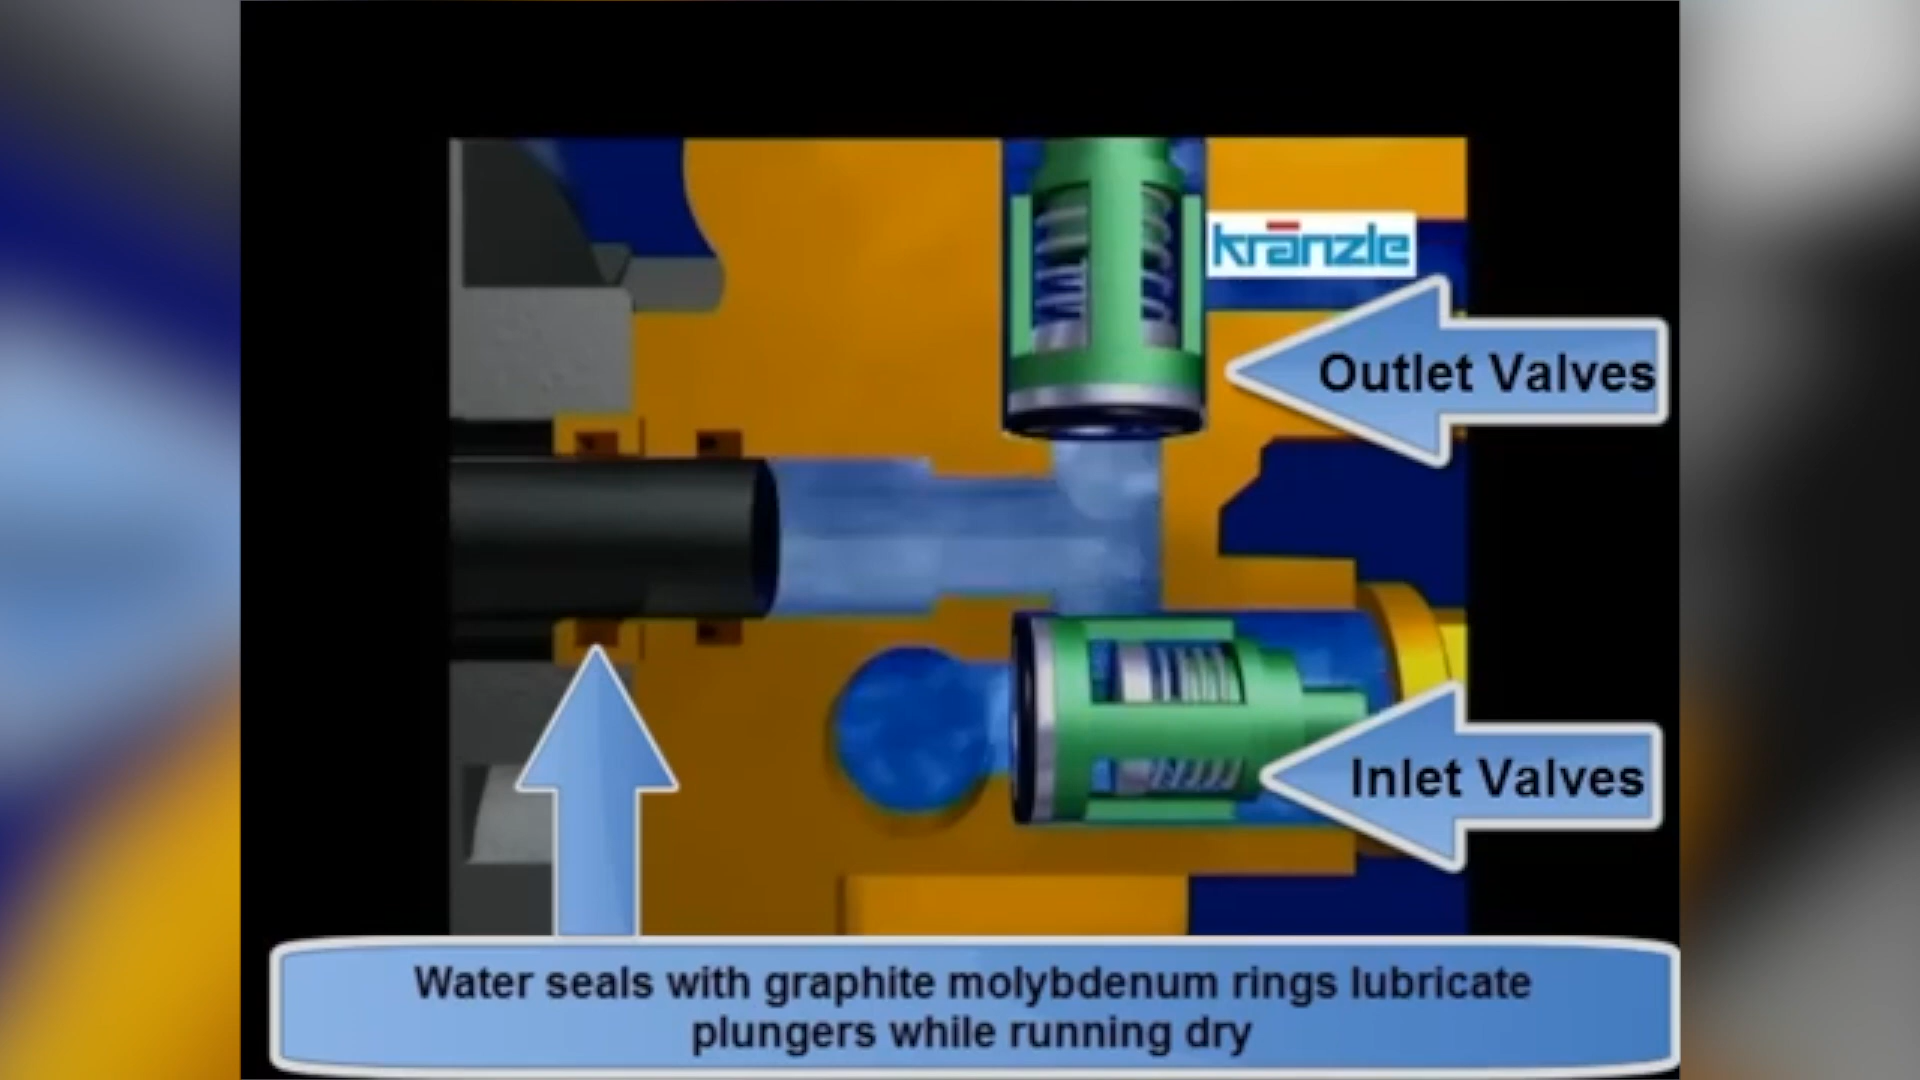 kränzle
Outlet Valves
Inlet Valves
Water seals with graphite molybdenum rings lubricate
plungers while running dry